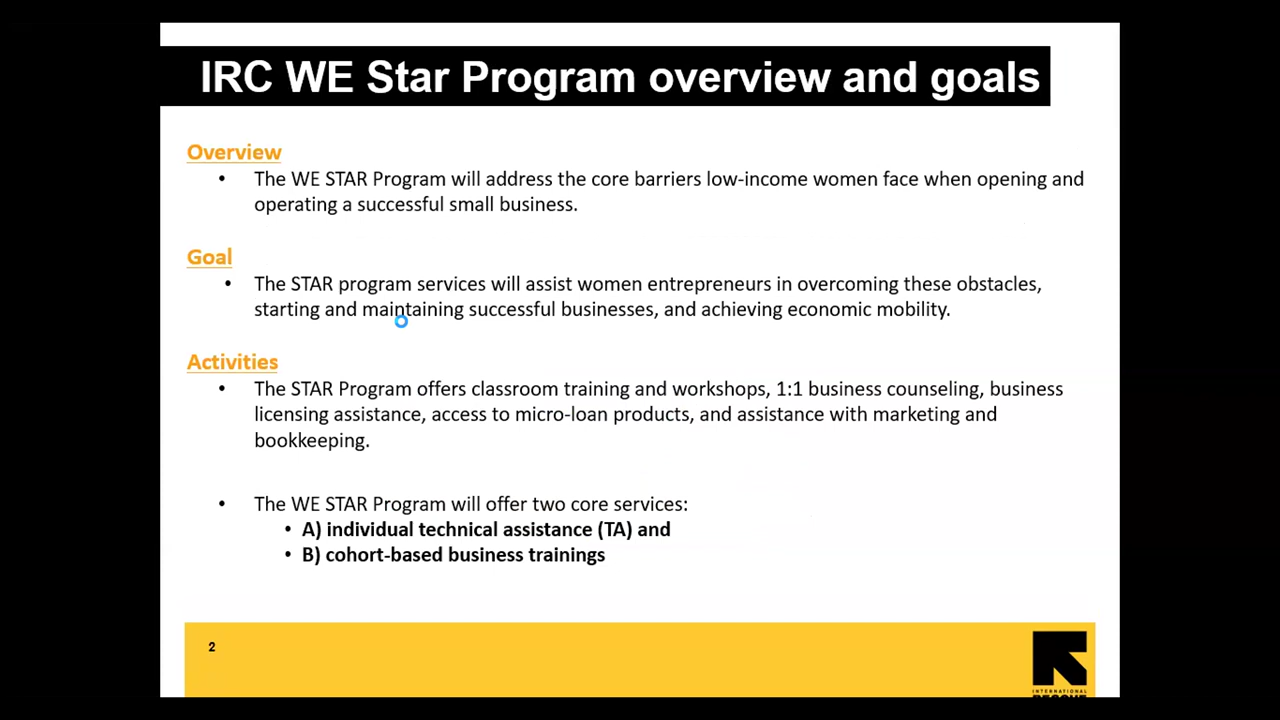 IRC WE Star Program overview and goals
Overview
• The WE STAR Program will address the core barriers low-income women face when opening and
operating a successful small business.
Goal
• The STAR program services will assist women entrepreneurs in overcoming these obstacles,
starting and maintaining successful businesses, and achieving economic mobility.
Activities
• The STAR Program offers classroom training and workshops, 1:1 business counseling, business
licensing assistance, access to micro-loan products, and assistance with marketing and
bookkeeping.
• The WE STAR Program will offer two core services:
• A) individual technical assistance (TA) and
• B) cohort-based business trainings
2
INTERNATIONAL